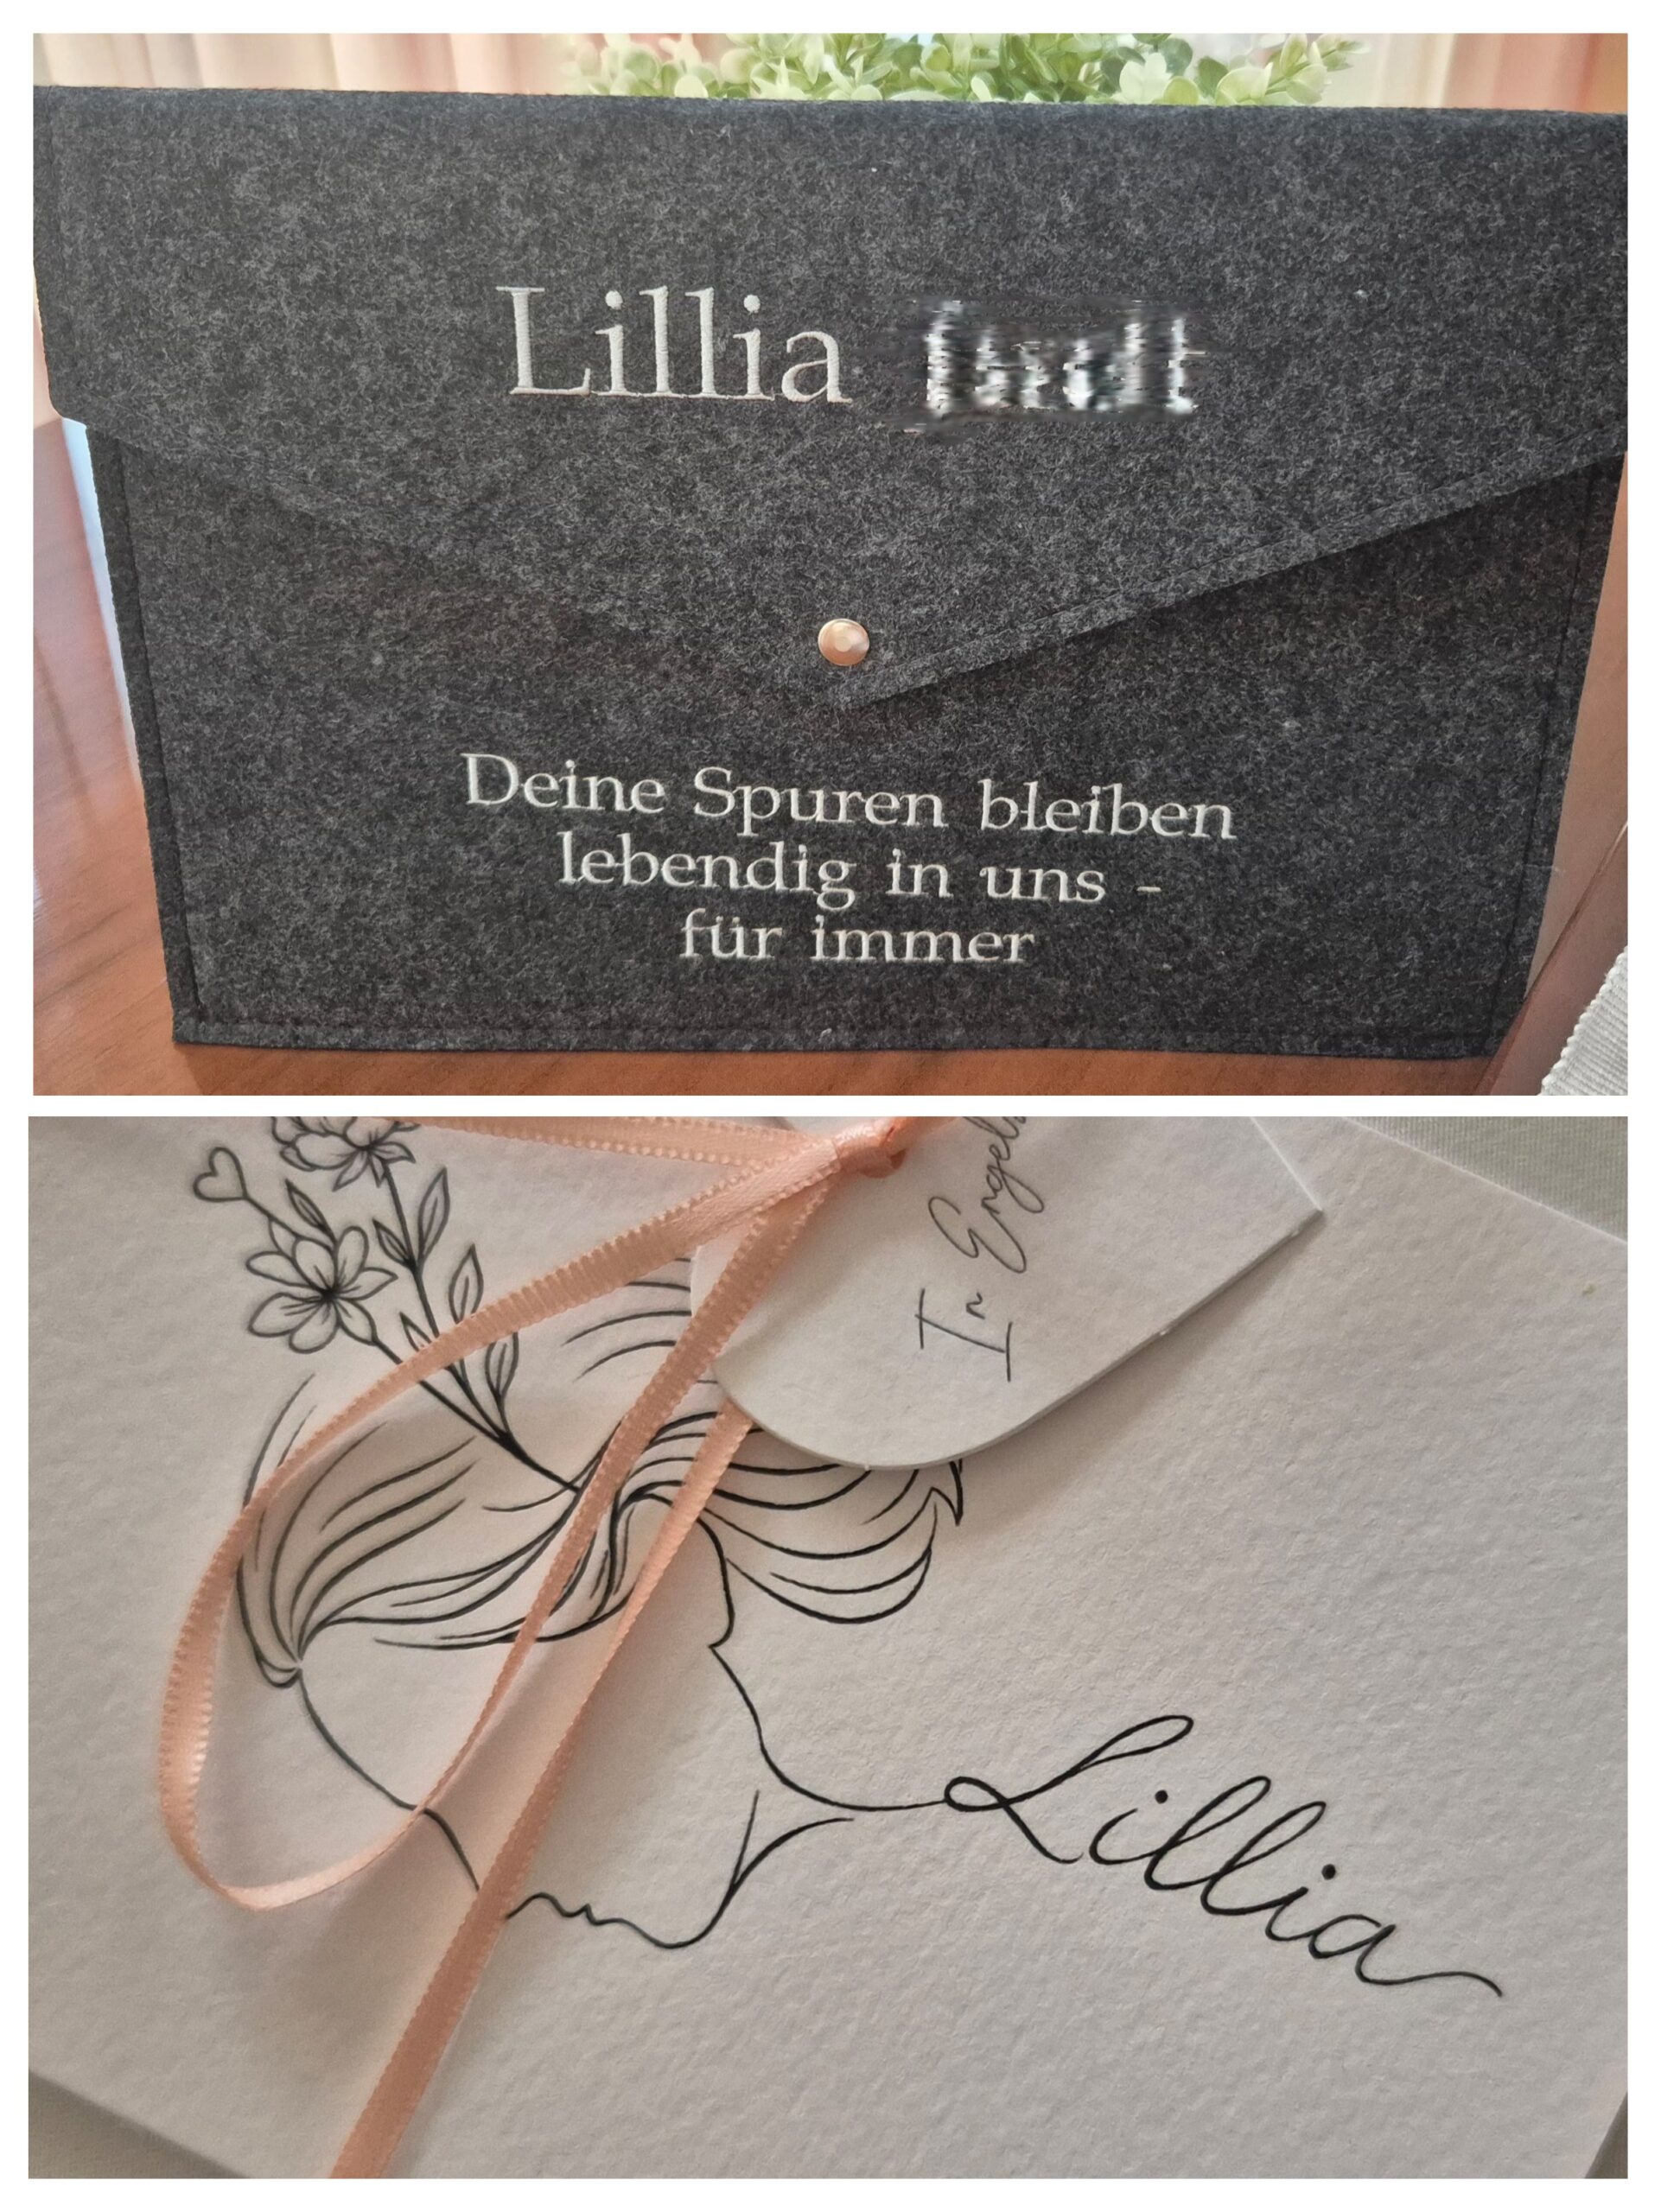 Lillia
Deine Spuren bleiben
lebendig in uns -
für immer
In
Lillia